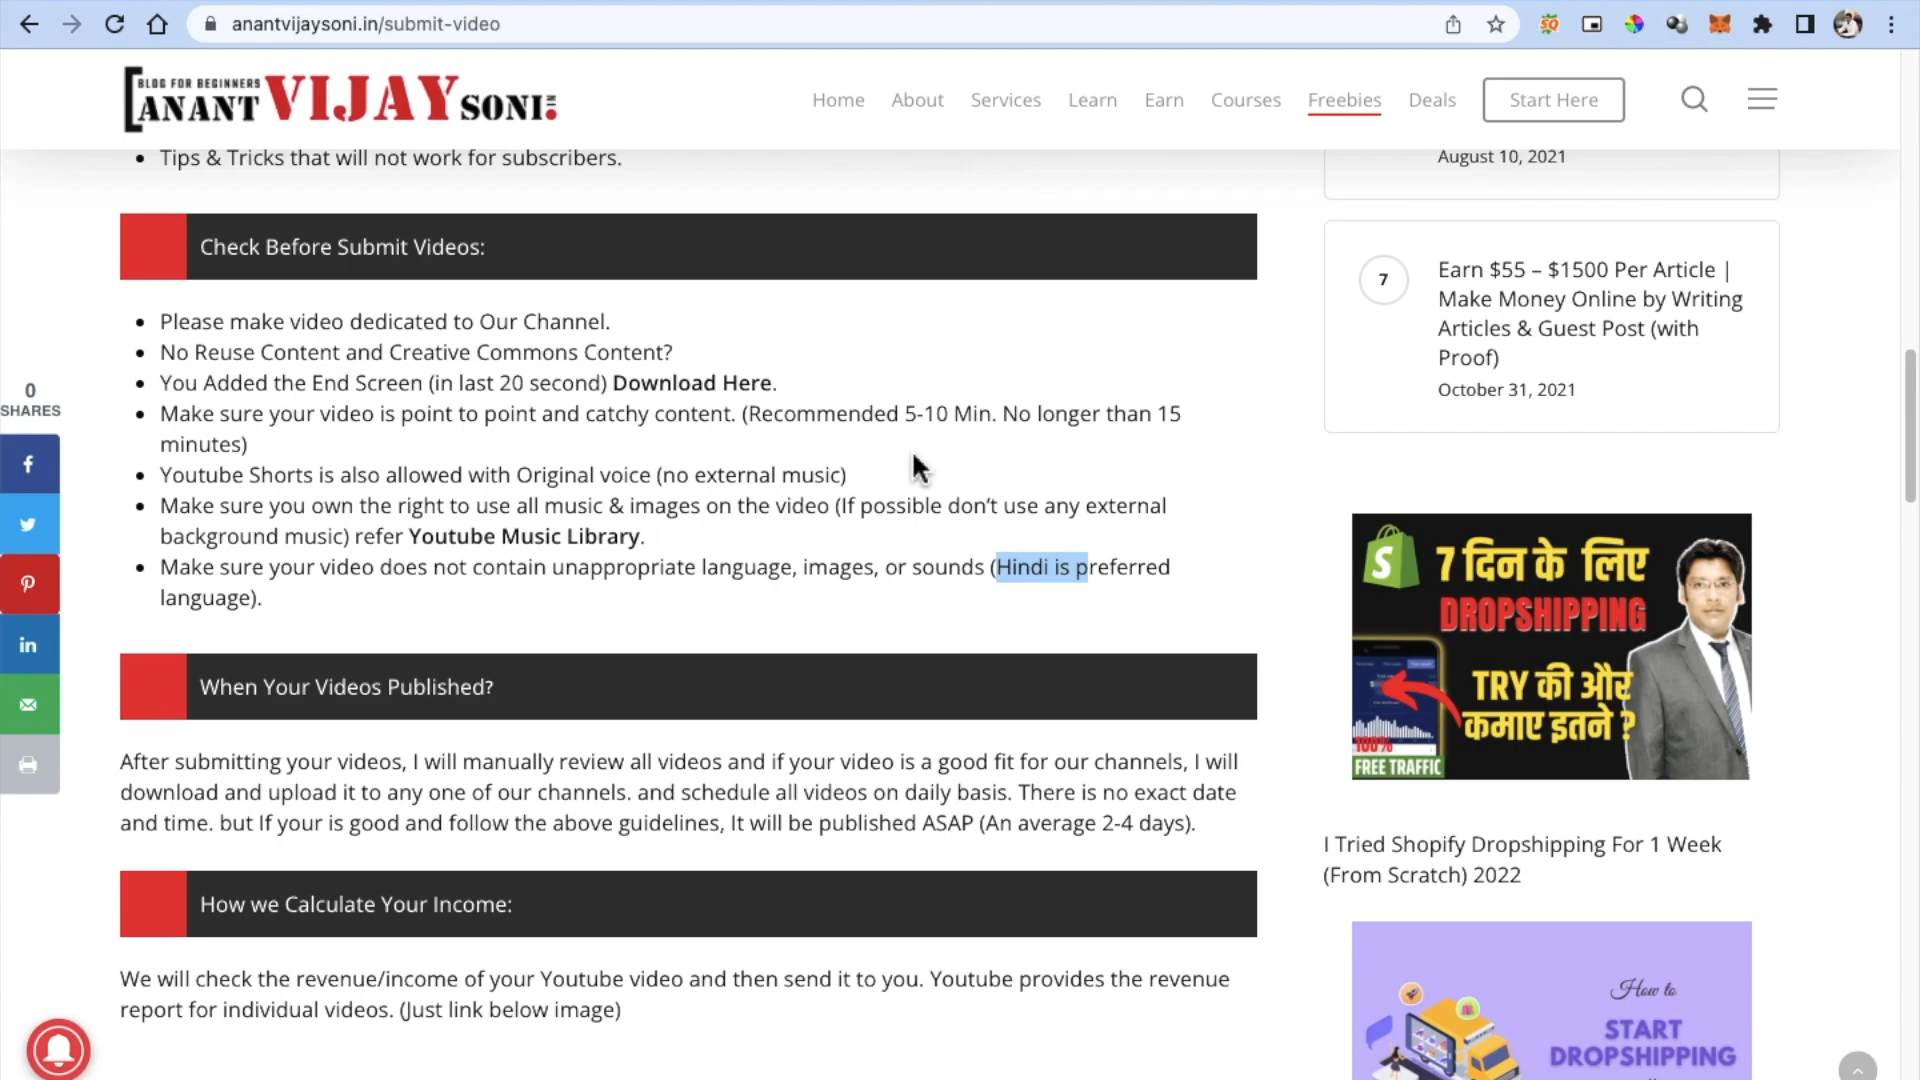 anantvijaysoni.in/submit-video
BLOG FOR BEGINNERS
ANANT VIJAY SONI.IN
Home
About
Services
Learn
Earn
Courses
Freebies
Deals
Start Here
Tips & Tricks that will not work for subscribers.
Check Before Submit Videos:
Please make video dedicated to Our Channel.
No Reuse Content and Creative Commons Content?
You Added the End Screen (in last 20 second) Download Here.
Make sure your video is point to point and catchy content. (Recommended 5-10 Min. No longer than 15
minutes)
Youtube Shorts is also allowed with Original voice (no external music)
Make sure you own the right to use all music & images on the video (If possible don’t use any external
background music) refer Youtube Music Library.
Make sure your video does not contain unappropriate language, images, or sounds (Hindi is preferred
language).
When Your Videos Published?
After submitting your videos, I will manually review all videos and if your video is a good fit for our channels, I will
download and upload it to any one of our channels. and schedule all videos on daily basis. There is no exact date
and time. but If your is good and follow the above guidelines, It will be published ASAP (An average 2-4 days).
How we Calculate Your Income:
We will check the revenue/income of your Youtube video and then send it to you. Youtube provides the revenue
report for individual videos. (Just link below image)
0
SHARES
August 10, 2021
7
Earn $55 – $1500 Per Article |
Make Money Online by Writing
Articles & Guest Post (with
Proof)
October 31, 2021
7 दिन के लिए
DROPSHIPPING
TRY की और
कमाए इतने ?
100%
FREE TRAFFIC
I Tried Shopify Dropshipping For 1 Week
(From Scratch) 2022
How to
START
DROPSHIPPING